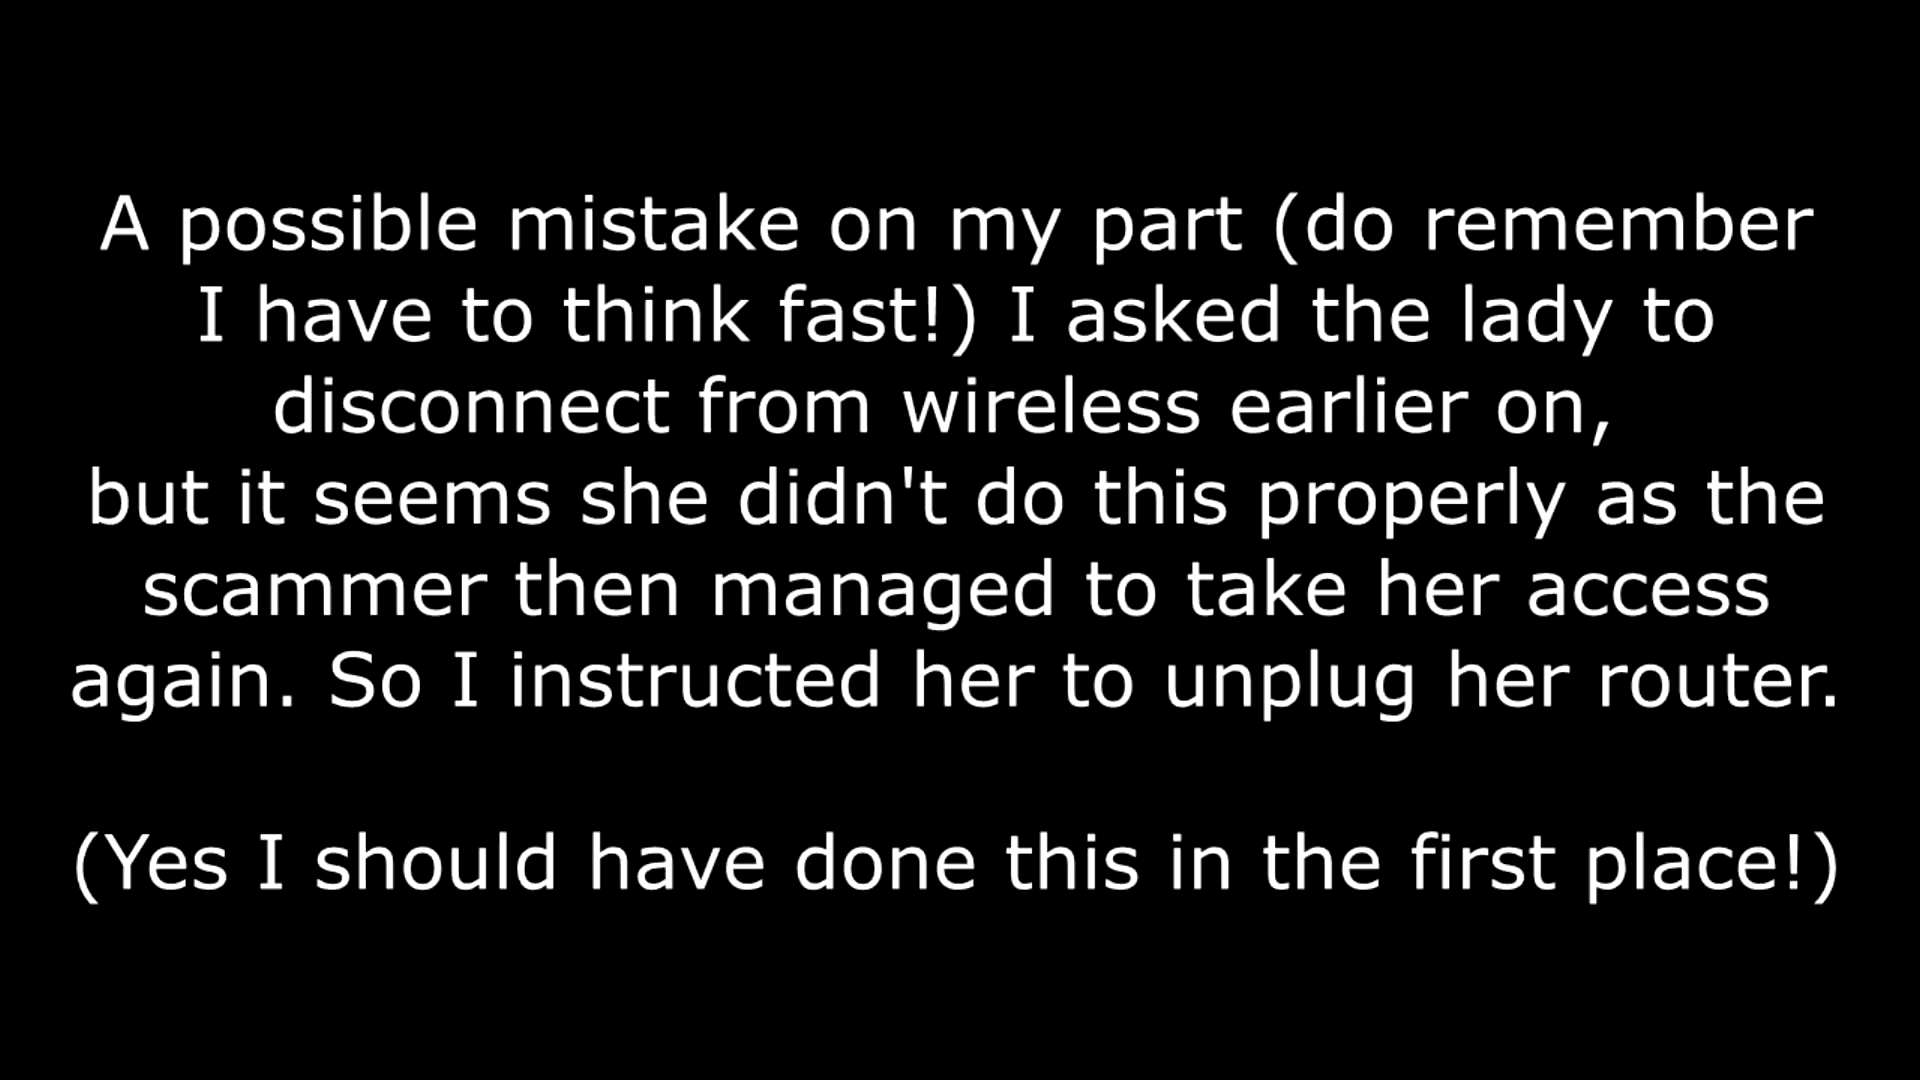 A possible mistake on my part (do remember
I have to think fast!) I asked the lady to
disconnect from wireless earlier on,
but it seems she didn't do this properly as the
scammer then managed to take her access
again. So I instructed her to unplug her router.
(Yes I should have done this in the first place!)